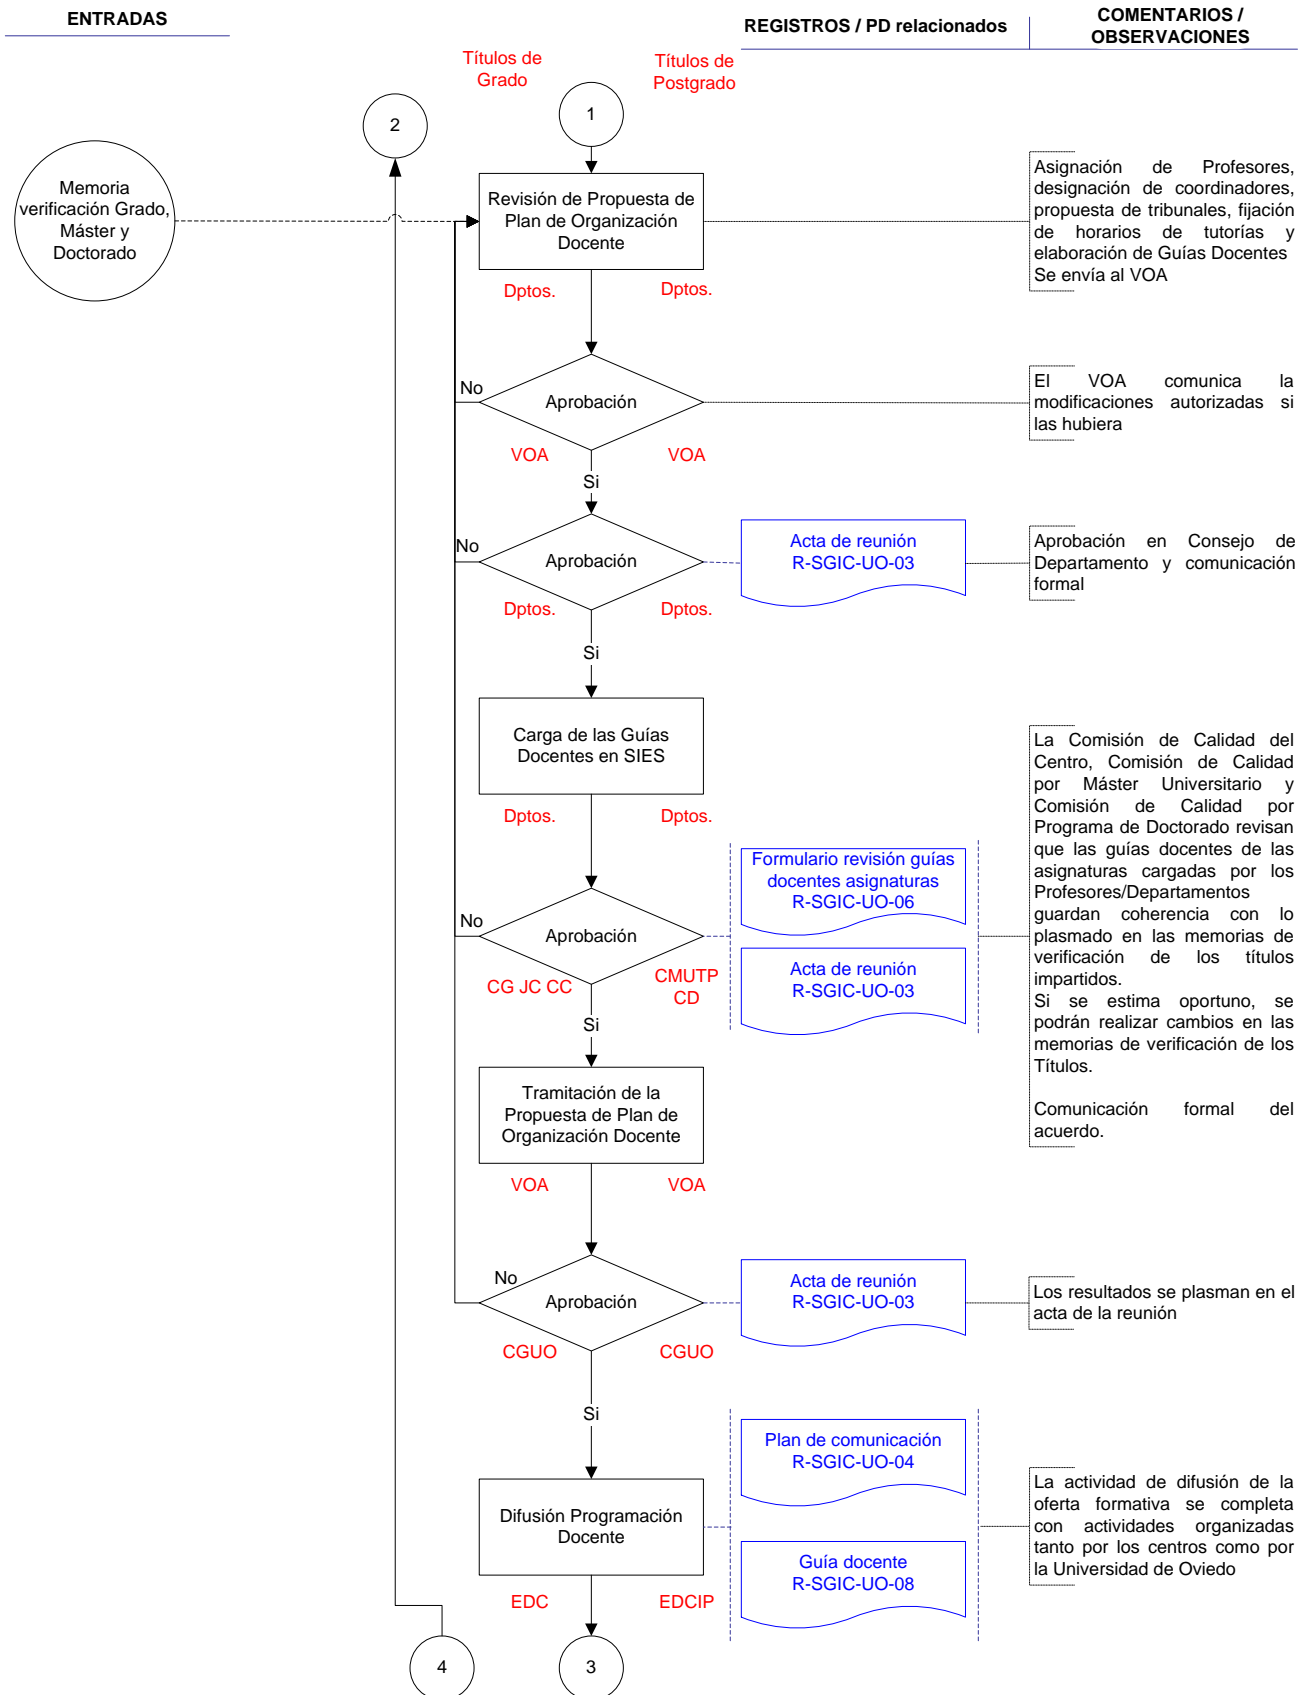 ENTRADAS
REGISTROS / PD relacionados
COMENTARIOS /
OBSERVACIONES
Títulos de
Grado
Títulos de
Postgrado
2
1
Memoria
verificación Grado,
Máster y
Doctorado
Revisión de Propuesta de
Plan de Organización
Docente
Asignación de Profesores,
designación de coordinadores,
propuesta de tribunales, fijación
de horarios de tutorías y
elaboración de Guías Docentes
Se envía al VOA
Dptos.
Dptos.
No
Aprobación
El VOA comunica la
modificaciones autorizadas si
las hubiera
VOA
VOA
Si
No
Aprobación
Acta de reunión
R-SGIC-UO-03
Aprobación en Consejo de
Departamento y comunicación
formal
Dptos.
Dptos.
Si
Carga de las Guías
Docentes en SIES
Dptos.
Dptos.
La Comisión de Calidad del
Centro, Comisión de Calidad
por Máster Universitario y
Comisión de Calidad por
Programa de Doctorado revisan
que las guías docentes de las
asignaturas cargadas por los
Profesores/Departamentos
guardan coherencia con lo
plasmado en las memorias de
verificación de los títulos
impartidos.
Si se estima oportuno, se
podrán realizar cambios en las
memorias de verificación de los
Títulos.
Comunicación formal del
acuerdo.
Formulario revisión guías
docentes asignaturas
R-SGIC-UO-06
No
Aprobación
Acta de reunión
R-SGIC-UO-03
CG JC CC
CMUTP
CD
Si
Tramitación de la
Propuesta de Plan de
Organización Docente
VOA
VOA
No
Aprobación
Acta de reunión
R-SGIC-UO-03
Los resultados se plasman en el
acta de la reunión
CGUO
CGUO
Si
Plan de comunicación
R-SGIC-UO-04
Difusión Programación
Docente
La actividad de difusión de la
oferta formativa se completa
con actividades organizadas
tanto por los centros como por
la Universidad de Oviedo
Guía docente
R-SGIC-UO-08
EDC
EDCIP
4
3